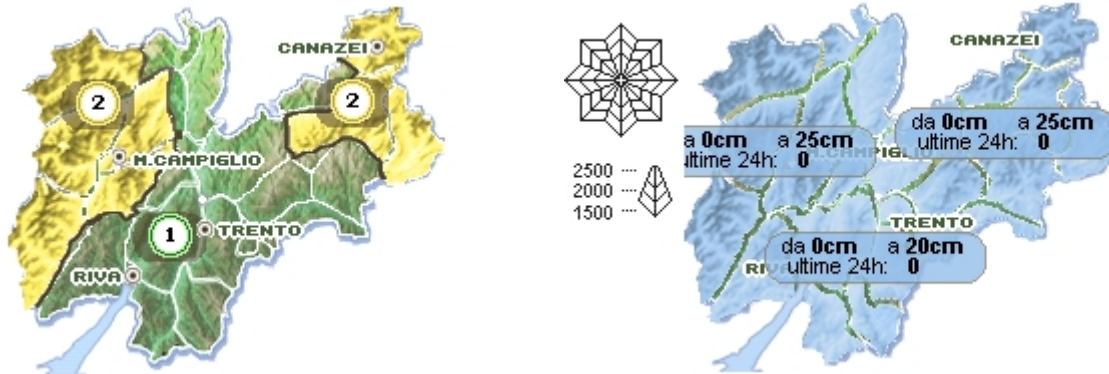 CANAZEI
2
2
M.CAMPIGLIO
1
TRENTO
RIVA
2500
2000
1500
CANAZEI
da 0cm a 25cm
ultime 24h: 0
a 0cm a 25cm
ultime 24h: 0
M.CAMPIGLIO
TRENTO
da 0cm a 20cm
ultime 24h: 0